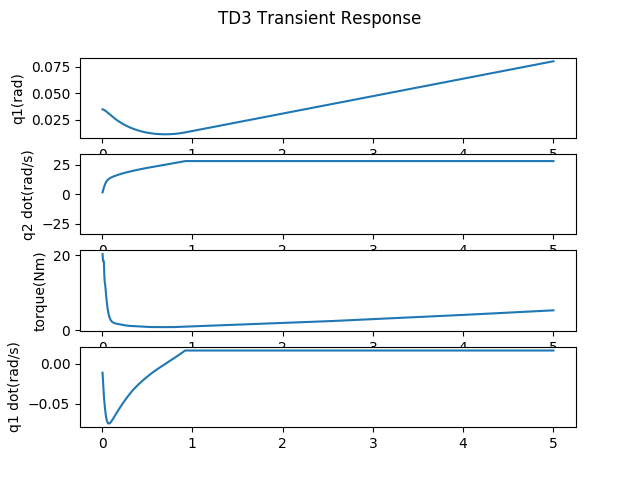 TD3 Transient Response
0.075
0.050
0.025
q1(rad)
0 1 2 3 4 5
25
0
−25
q2 dot(rad/s)
0 1 2 3 4 5
20
0
torque(Nm)
0 1 2 3 4 5
0.00
−0.05
q1 dot(rad/s)
0 1 2 3 4 5